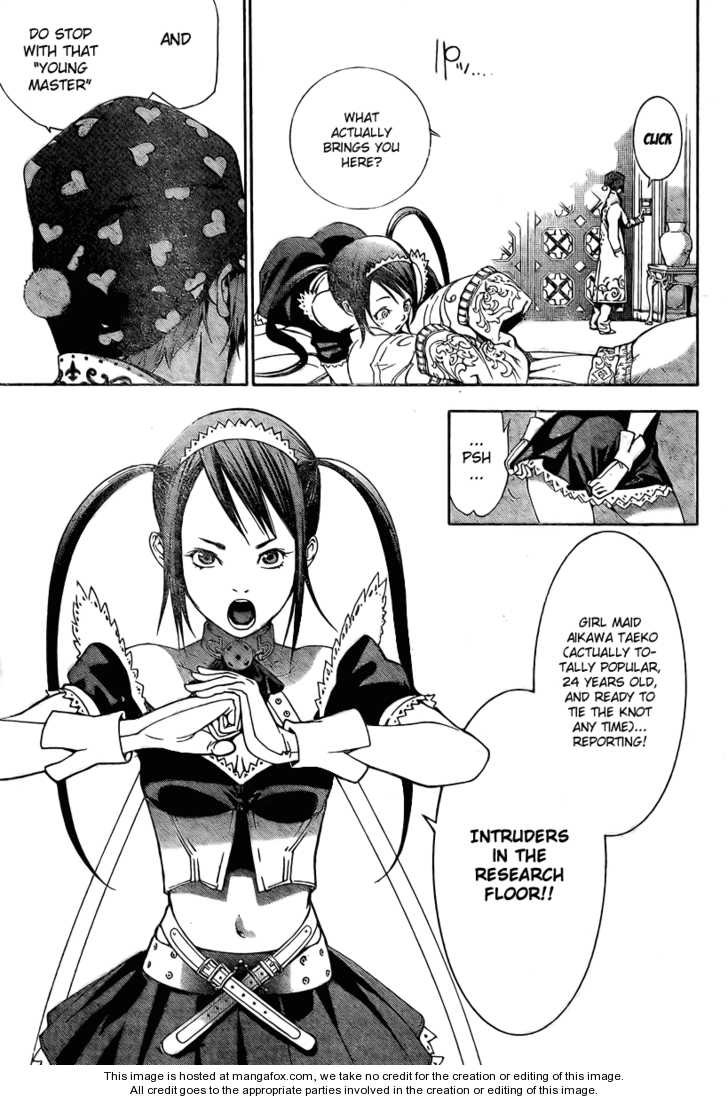 CLICK
WHAT
ACTUALLY
BRINGS YOU
HERE?
AND
DO STOP
WITH THAT
"YOUNG
MASTER"
...
PSH
GIRL MAID
AIKAWA TAEKO
(ACTUALLY TO-
TALLY POPULAR,
24 YEARS OLD,
AND READY TO
TIE THE KNOT
ANY TIME)...
REPORTING!
INTRUDERS
IN THE
RESEARCH
FLOOR!!
This image is hosted at mangafox.com, we take no credit for the creation or editing of this image.
All credit goes to the appropriate parties involved in the creation or editing of this image.